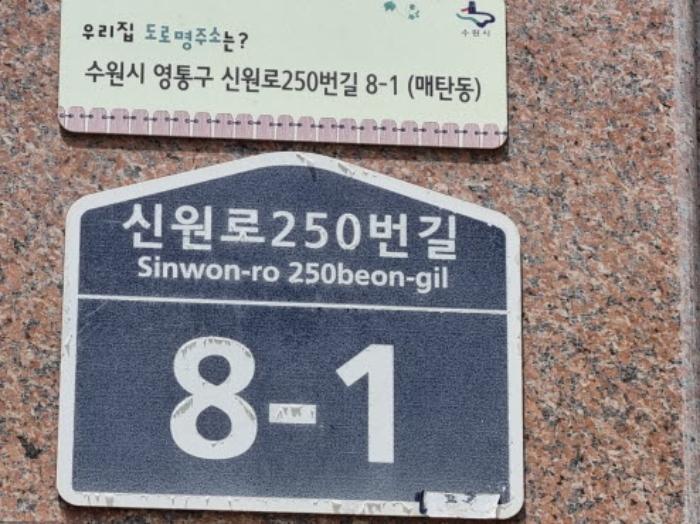 수원시
우리집 도로명주소는?
수원시 영통구 신원로250번길 8-1 (매탄동)
신원로250번길
Sinwon-ro 250beon-gil
8-1